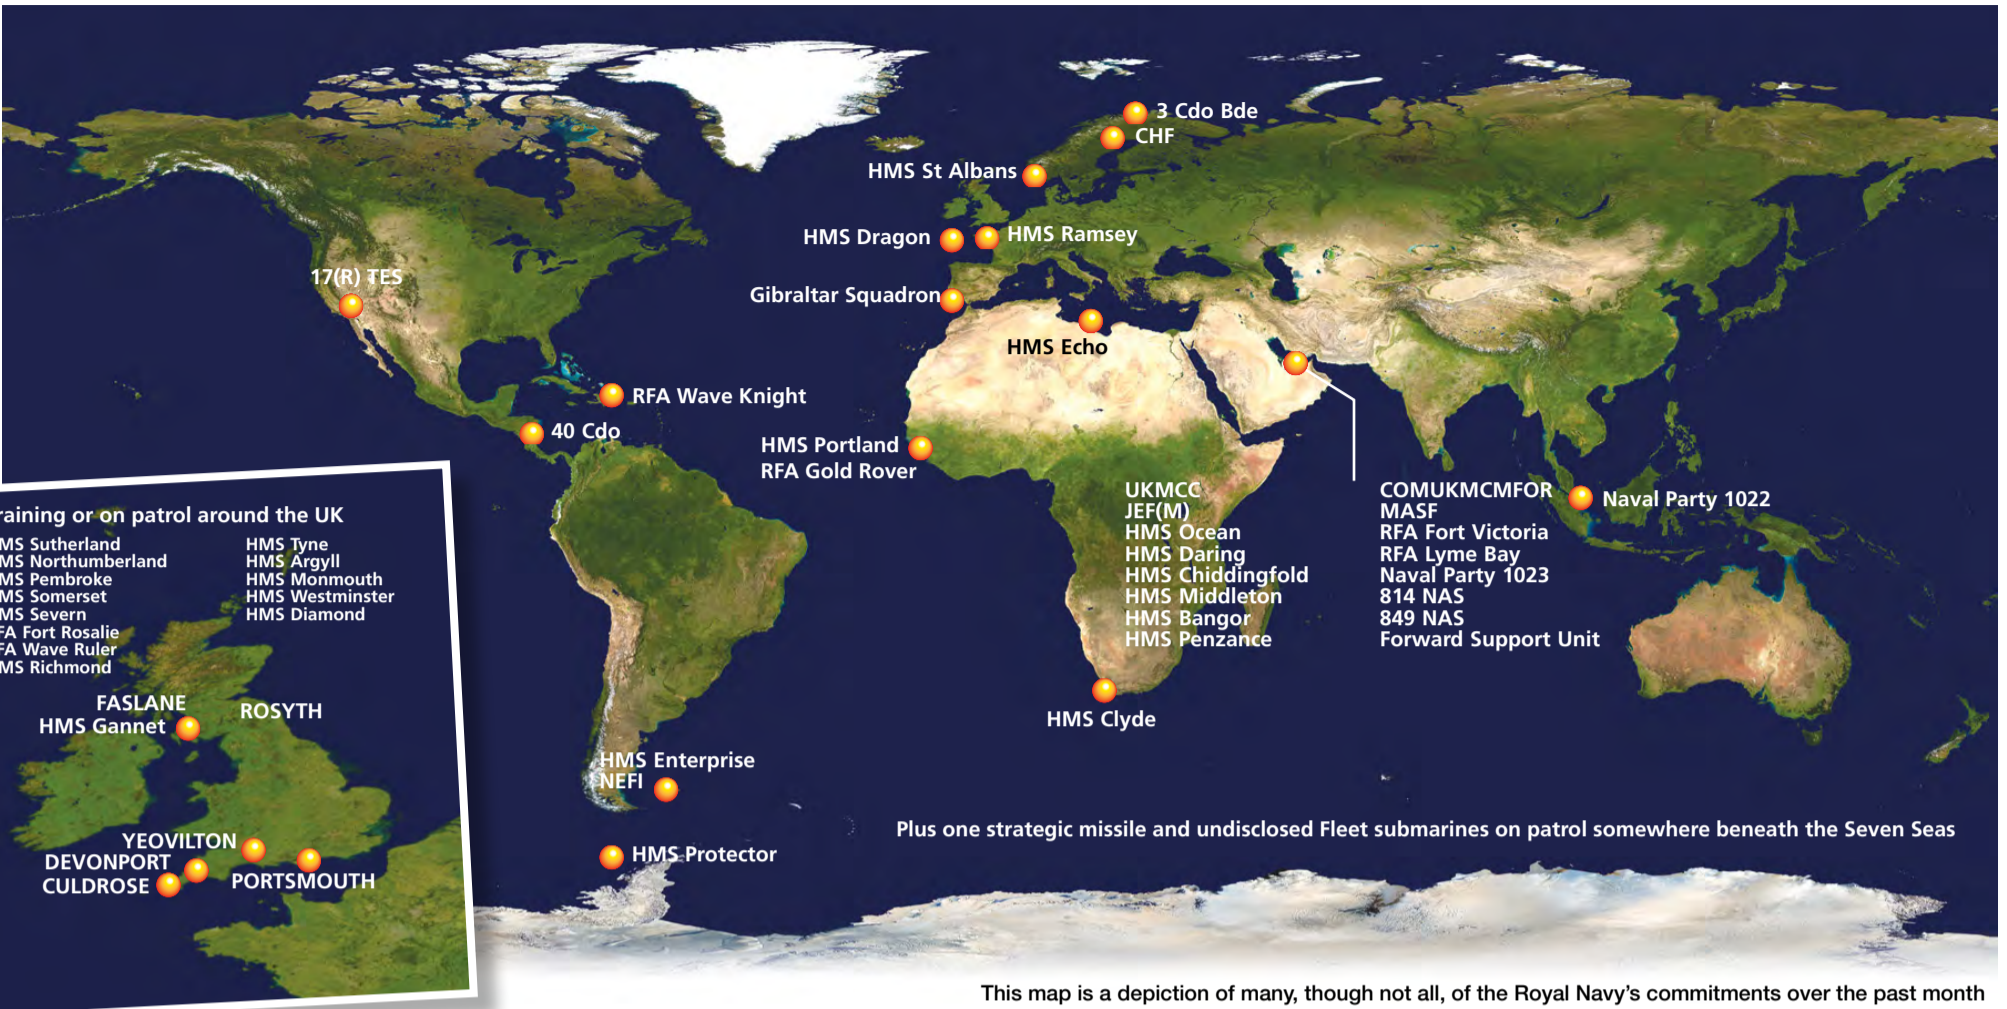 3 Cdo Bde
CHF
HMS St Albans
HMS Dragon
HMS Ramsey
17(R) TES
Gibraltar Squadron
HMS Echo
RFA Wave Knight
40 Cdo
HMS Portland
RFA Gold Rover
UKMCC
JEF(M)
HMS Ocean
HMS Daring
HMS Chiddingfold
HMS Middleton
HMS Bangor
HMS Penzance
COMUKMCMFOR
MASF
RFA Fort Victoria
RFA Lyme Bay
Naval Party 1023
814 NAS
849 NAS
Forward Support Unit
Naval Party 1022
HMS Clyde
HMS Enterprise
NEFI
HMS Protector
Plus one strategic missile and undisclosed Fleet submarines on patrol somewhere beneath the Seven Seas
raining or on patrol around the UK
MS Sutherland
MS Northumberland
MS Pembroke
MS Somerset
MS Severn
FA Fort Rosalie
FA Wave Ruler
MS Richmond
HMS Tyne
HMS Argyll
HMS Monmouth
HMS Westminster
HMS Diamond
FASLANE
HMS Gannet
ROSYTH
YEOVILTON
DEVONPORT
CULDROSE
PORTSMOUTH
This map is a depiction of many, though not all, of the Royal Navy's commitments over the past month